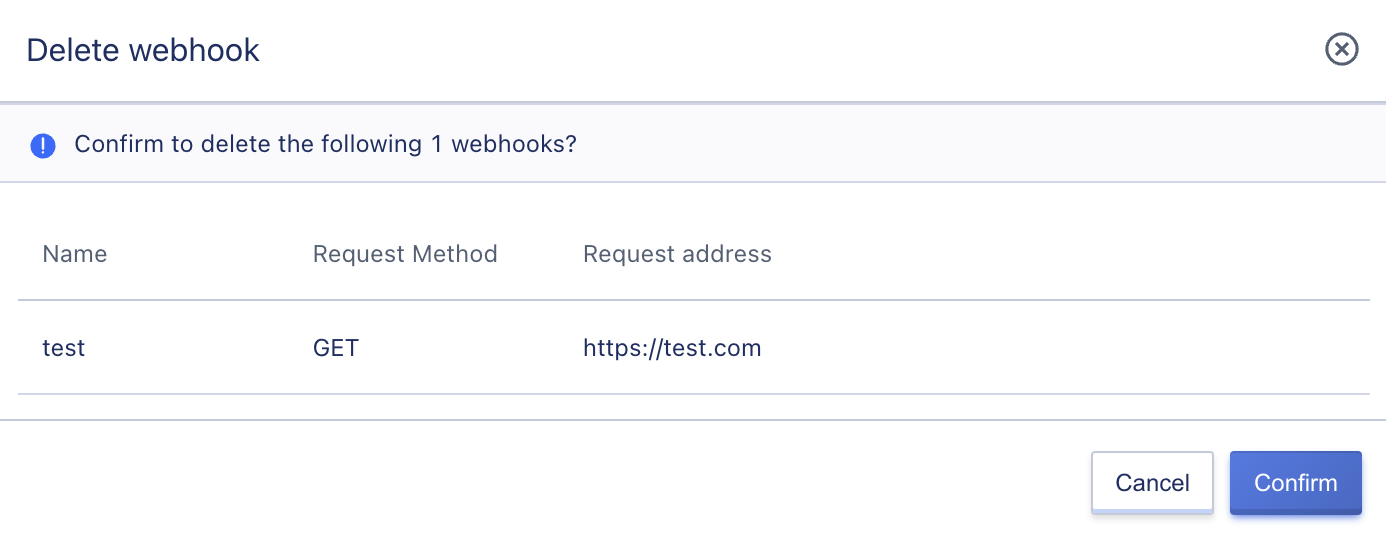 Delete webhook
Confirm to delete the following 1 webhooks?
Name Request Method Request address
test GET https://test.com
Cancel Confirm